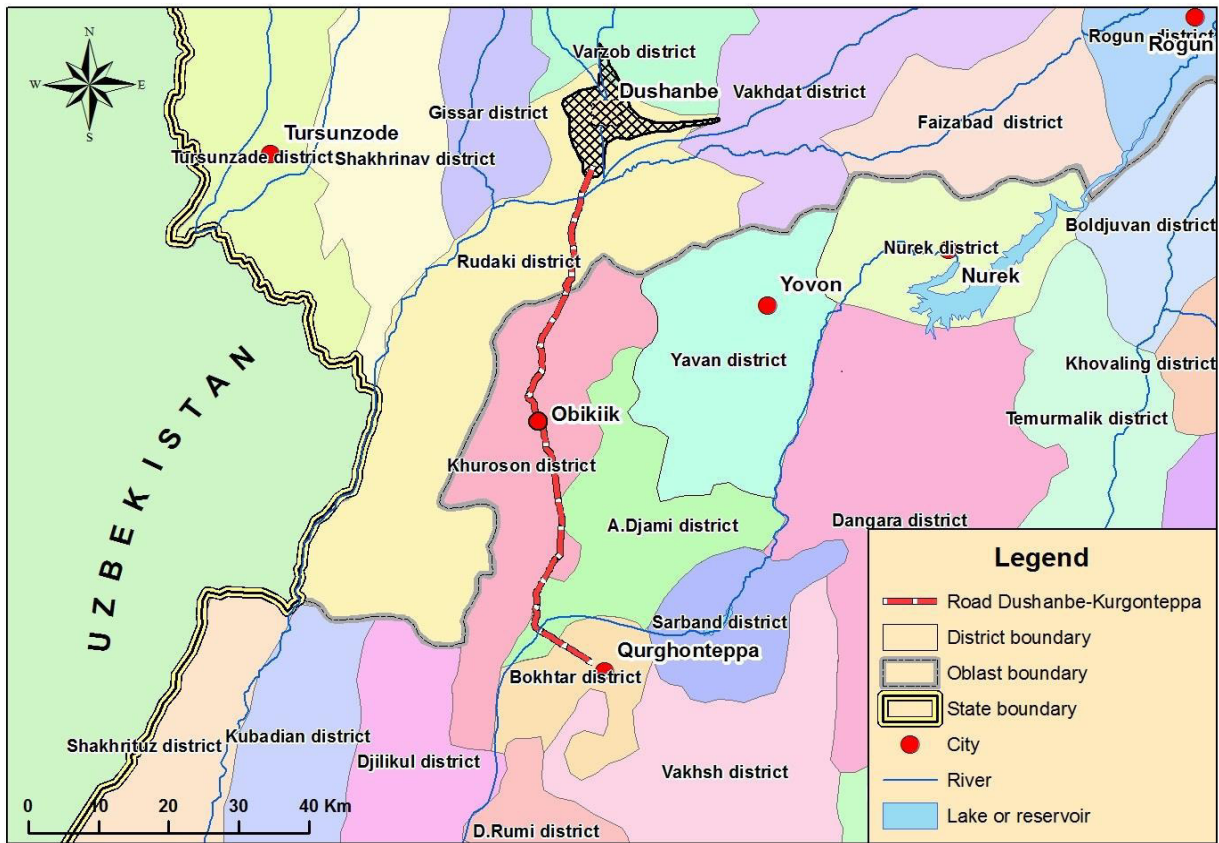 N
W E
S
Varzob district
Rogun district
Rogun
Dushanbe
Vakhdat district
Gissar district
Faizabad district
Tursunzode
Tursunzade district
Shakhrinav district
Boldjuvan district
Nurek district
Rudaki district
Nurek
Yovon
Yavan district
Khovaling district
Obikiik
Temurmalik district
UZBEKISTAN
Khuroson district
A.Djami district
Dangara district
Sarband district
Qurghonteppa
Bokhtar district
Shakhrituz district
Kubadian district
Djilikul district
Vakhsh district
D.Rumi district
0 10 20 30 40 Km
Legend
Road Dushanbe-Kurgonteppa
District boundary
Oblast boundary
State boundary
City
River
Lake or reservoir